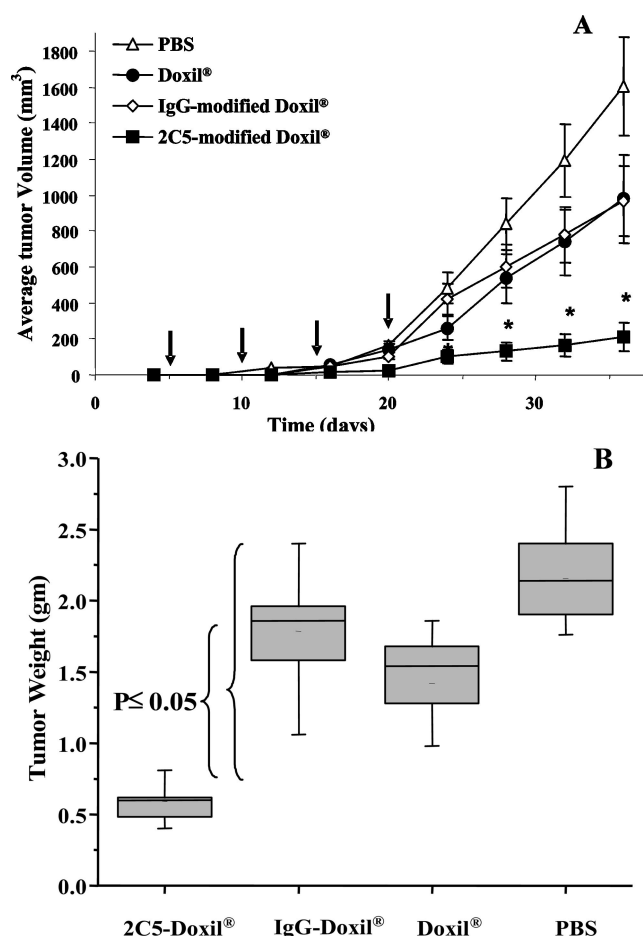 A
PBS
Doxil®
IgG-modified Doxil®
2C5-modified Doxil®
Average tumor Volume (mm3)
1800
1600
1400
1200
1000
800
600
400
200
0
*
*
*
*
0
10
20
30
Time (days)
B
Tumor Weight (gm)
3.0
2.5
2.0
1.5
1.0
0.5
0.0
P≤ 0.05
2C5-Doxil®
IgG-Doxil®
Doxil®
PBS